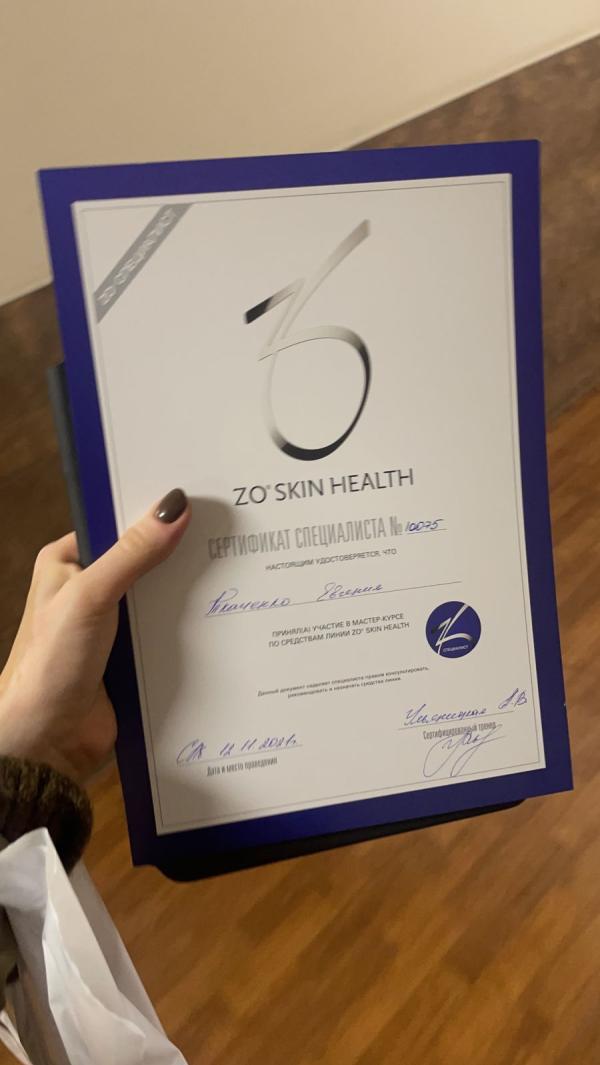 ZO® СПЕЦИАЛИСТ
ZO® SKIN HEALTH
СЕРТИФИКАТ СПЕЦИАЛИСТА № 10075
НАСТОЯЩИМ УДОСТОВЕРЯЕТСЯ, ЧТО
Ткаченко Евгения
ПРИНЯЛ(А) УЧАСТИЕ В МАСТЕР-КУРСЕ
ПО СРЕДСТВАМ ЛИНИИ ZO® SKIN HEALTH
СПЕЦИАЛИСТ
Данный документ наделяет специалиста правом консультировать,
рекомендовать и назначать средства линии.
12 11 2021г.
Дата и место проведения
Сертифицированный тренер